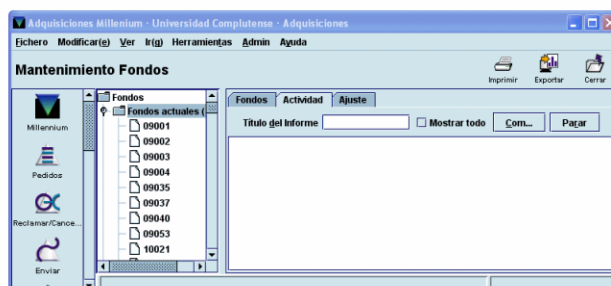 Adquisiciones Millenium · Universidad Complutense · Adquisiciones
Fichero Modificar(e) Ver Ir(g) Herramientas Admin Ayuda
Mantenimiento Fondos
Imprimir Exportar Cerrar
Millennium
Pedidos
Reclamar/Cance...
Enviar
Fondos
Fondos actuales (
09001
09002
09003
09004
09035
09037
09040
09053
10021
Fondos Actividad Ajuste
Título del Informe Mostrar todo Com... Parar